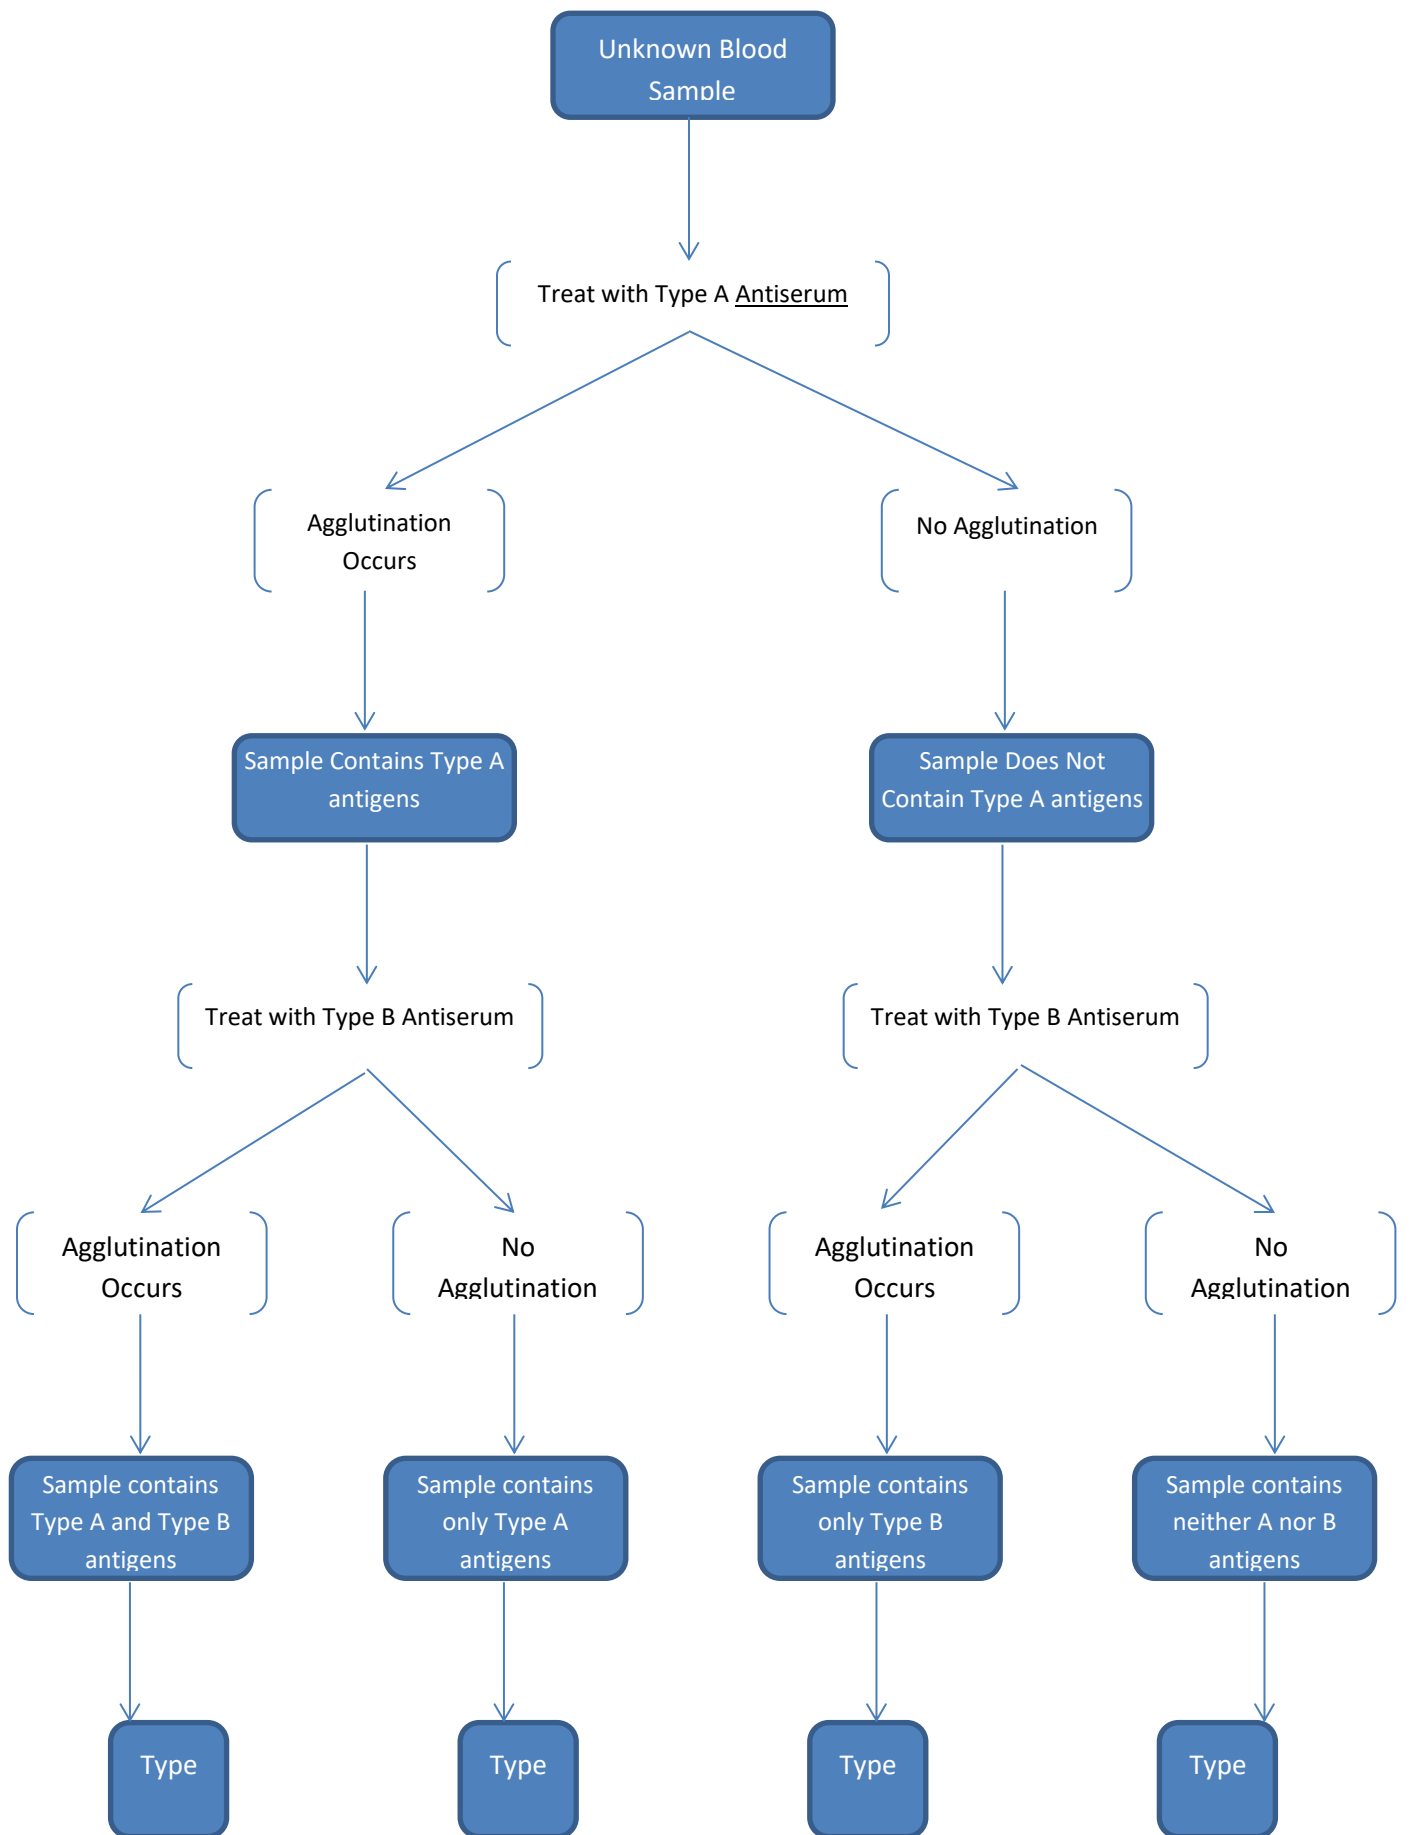 Unknown Blood
Sample
Treat with Type A Antiserum
Agglutination
Occurs
No Agglutination
Sample Contains Type A
antigens
Sample Does Not
Contain Type A antigens
Treat with Type B Antiserum
Treat with Type B Antiserum
Agglutination
Occurs
No
Agglutination
Agglutination
Occurs
No
Agglutination
Sample contains
Type A and Type B
antigens
Sample contains
only Type A
antigens
Sample contains
only Type B
antigens
Sample contains
neither A nor B
antigens
Type
Type
Type
Type